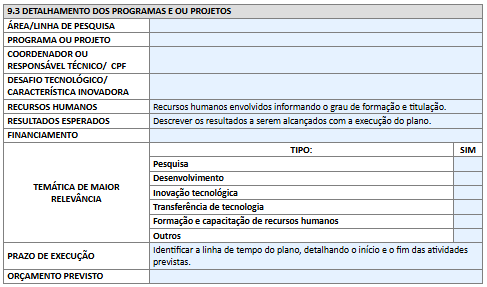 9.3 DETALHAMENTO DOS PROGRAMAS E OU PROJETOS
ÁREA/LINHA DE PESQUISA
PROGRAMA OU PROJETO
COORDENADOR OU
RESPONSÁVEL TÉCNICO/ CPF
DESAFIO TECNOLÓGICO/
CARACTERÍSTICA INOVADORA
RECURSOS HUMANOS
Recursos humanos envolvidos informando o grau de formação e titulação.
RESULTADOS ESPERADOS
Descrever os resultados a serem alcançados com a execução do plano.
FINANCIAMENTO
TEMÁTICA DE MAIOR
RELEVÂNCIA
TIPO:
SIM
Pesquisa
Desenvolvimento
Inovação tecnológica
Transferência de tecnologia
Formação e capacitação de recursos humanos
Outros
PRAZO DE EXECUÇÃO
Identificar a linha de tempo do plano, detalhando o início e o fim das atividades
previstas.
ORÇAMENTO PREVISTO